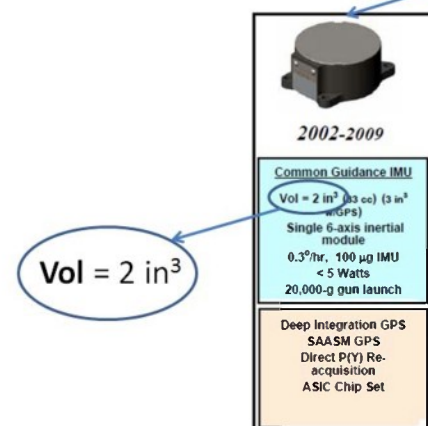 2002-2009
Common Guidance IMU
Vol = 2 in³ (33 cc) (3 in³
w/GPS)
Single 6-axis inertial
module
0.3⁰/hr, 100 µg IMU
< 5 Watts
20,000-g gun launch
Vol = 2 in³
Deep Integration GPS
SAASM GPS
Direct P(Y) Re-
acquisition
ASIC Chip Set